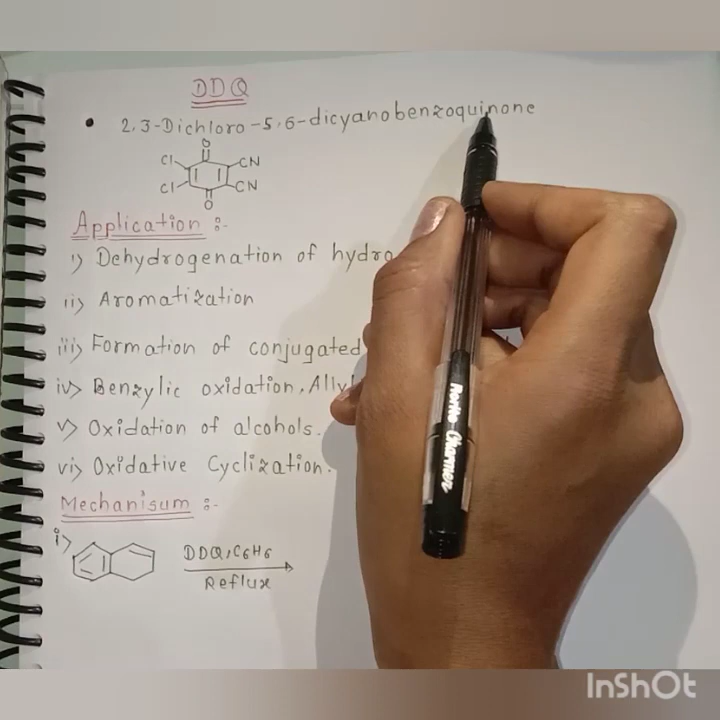 DDQ
• 2,3-Dichloro-5,6-dicyanobenzoquinone
O
Cl CN
Cl CN
O
Application :-
i) Dehydrogenation of hydro
ii) Aromatization
iii) Formation of conjugated
iv) Benzylic oxidation, Ally
v) Oxidation of alcohols.
vi) Oxidative Cyclization.
Mechanisum :-
i) DDQ, C6H6
Reflux
InShOt